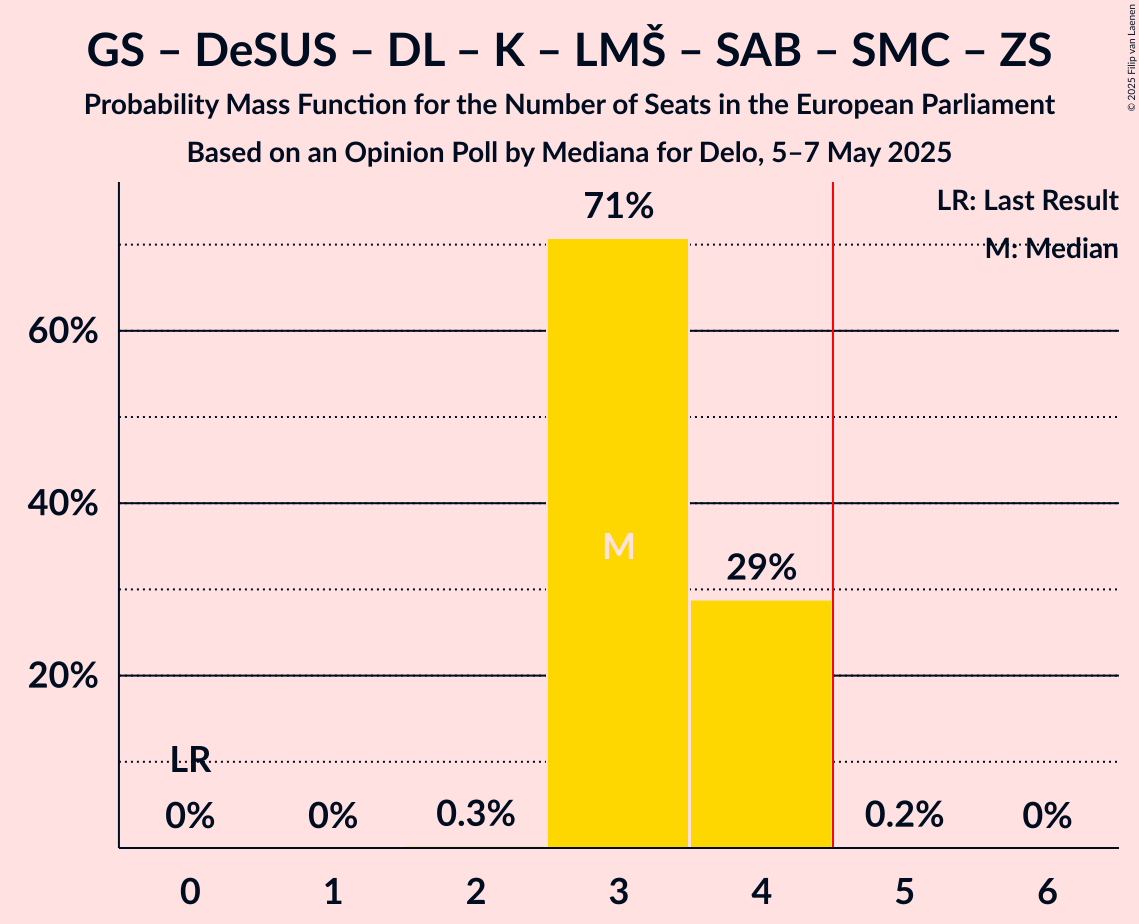 GS – DeSUS – DL – K – LMŠ – SAB – SMC – ZS
Probability Mass Function for the Number of Seats in the European Parliament
Based on an Opinion Poll by Mediana for Delo, 5–7 May 2025
© 2025 Filip van Laenen
LR: Last Result
M: Median
71%
60%
M
40%
29%
20%
LR
0%
0%
0.3%
0.2%
0%
0 1 2 3 4 5 6